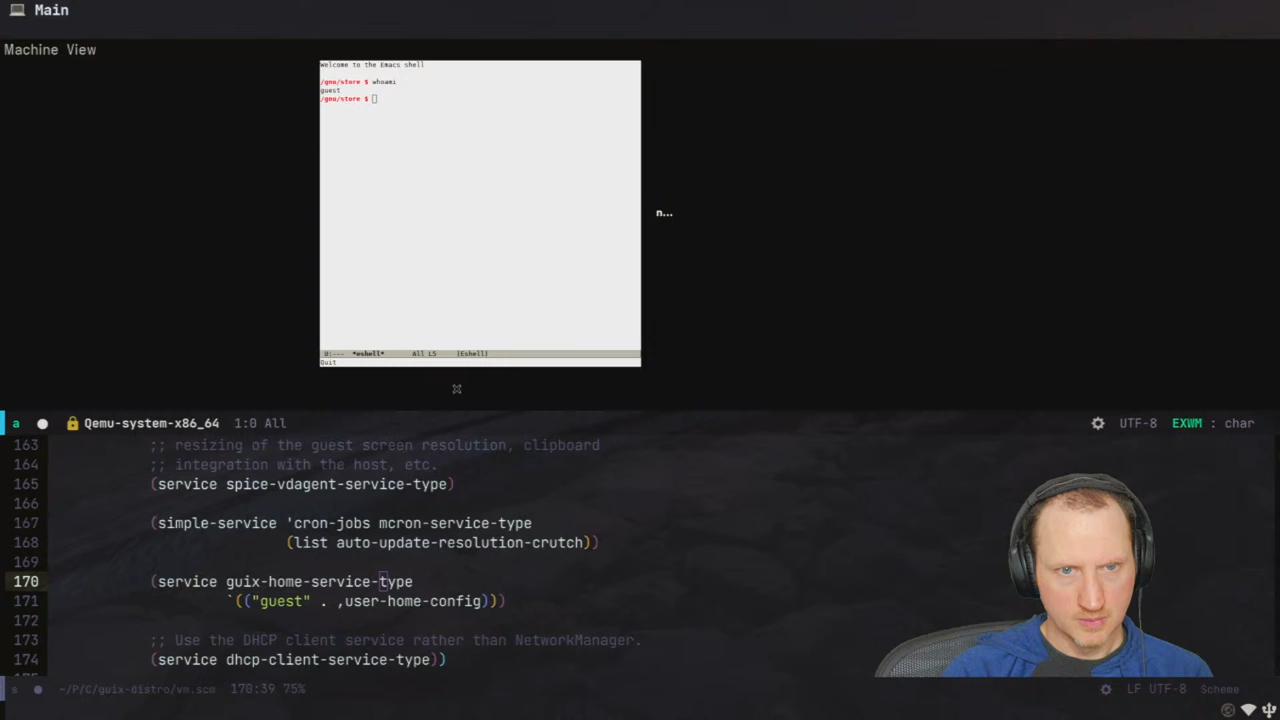 Main
Machine View
Welcome to the Emacs shell
/gnu/store $ whoami
guest
/gnu/store $
n...
U:--- *eshell* All L5 (Eshell)
Quit
a Qemu-system-x86_64 1:0 All UTF-8 EXWM : char
163 ;; resizing of the guest screen resolution, clipboard
164 ;; integration with the host, etc.
165 (service spice-vdagent-service-type)
166
167 (simple-service 'cron-jobs mcron-service-type
168 (list auto-update-resolution-crutch))
169
170 (service guix-home-service-type
171 `(("guest" . ,user-home-config)))
172
173 ;; Use the DHCP client service rather than NetworkManager.
174 (service dhcp-client-service-type))
s ~/P/C/guix-distro/vm.scm 170:39 75% LF UTF-8 Scheme